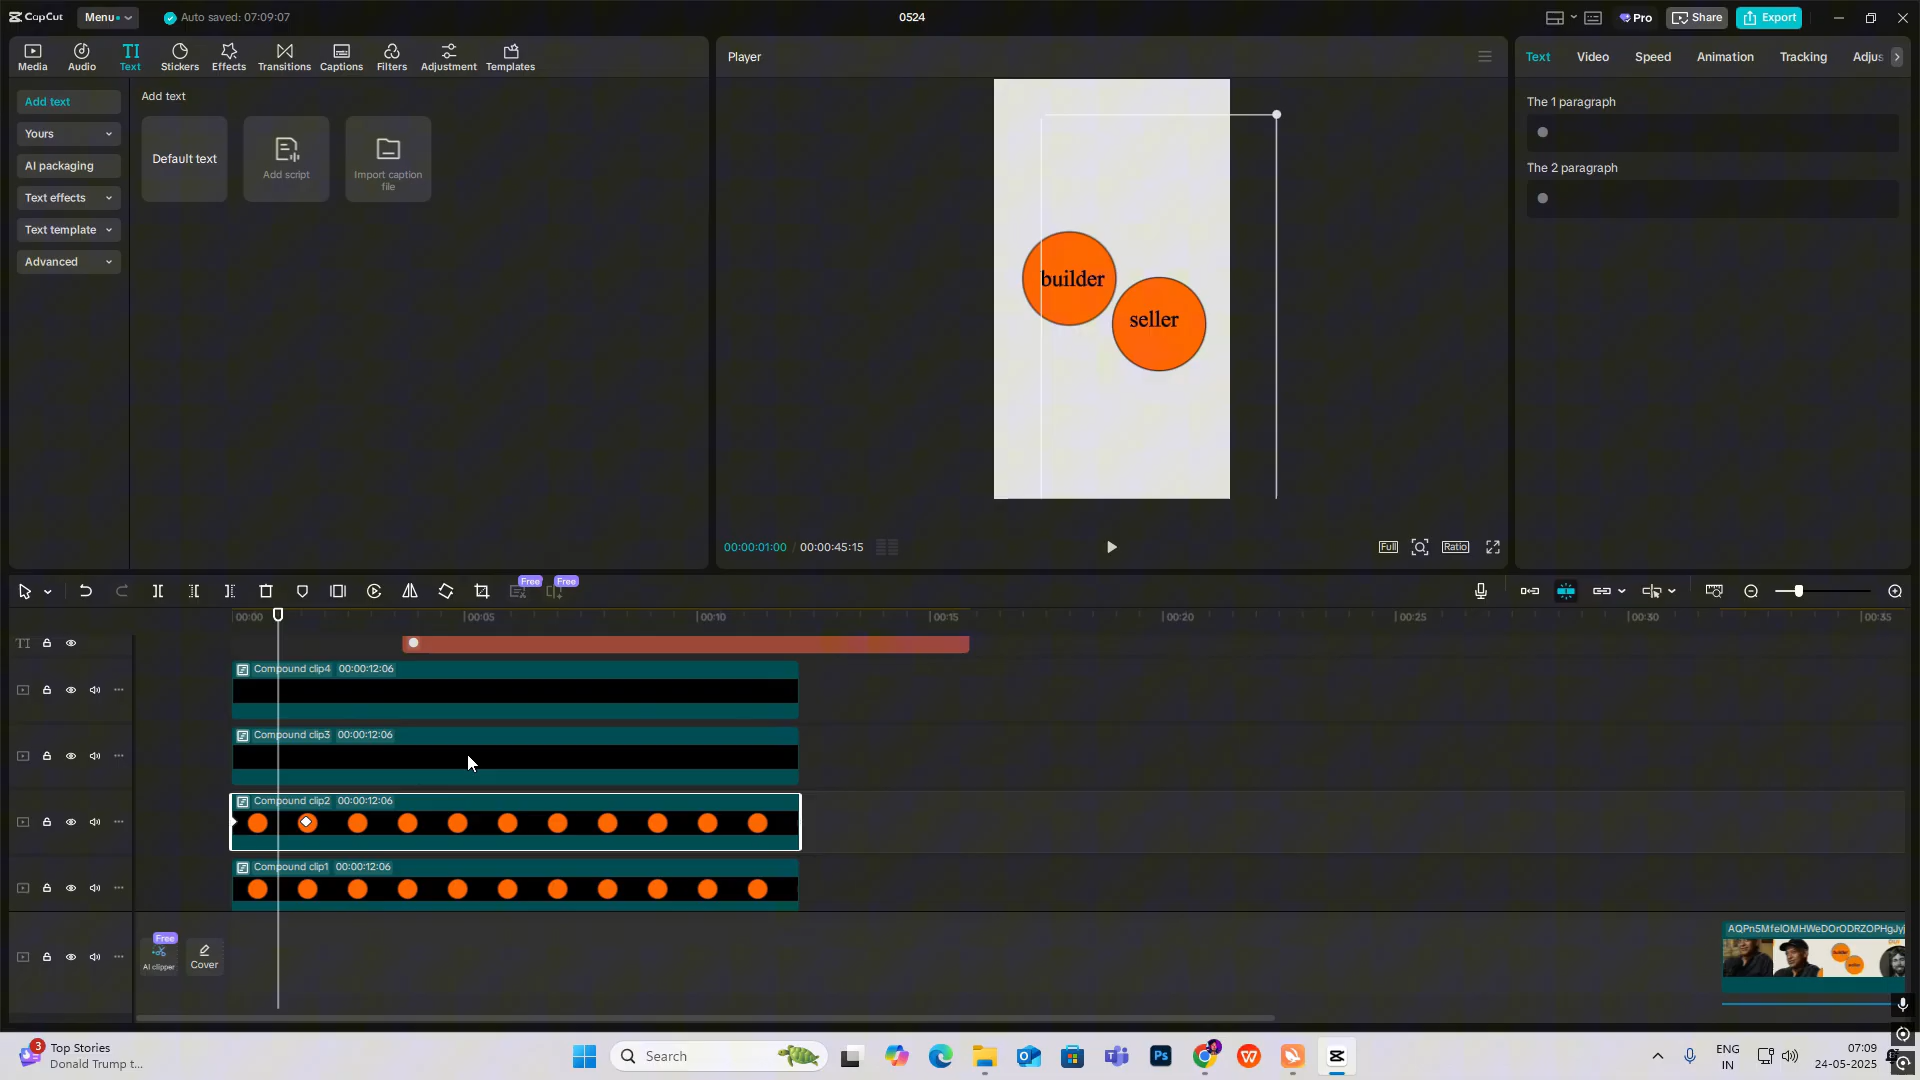 CapCut
Menu
Auto saved: 07:09:07
0524
Pro
Share
Export
Media
Audio
TI
Text
Stickers
Effects
Transitions
Captions
Filters
Adjustment
Templates
Add text
Yours
AI packaging
Text effects
Text template
Advanced
Add text
Default text
Add script
Import caption
file
Player
builder
seller
00:00:01:00 / 00:00:45:15
Full
Ratio
Text
Video
Speed
Animation
Tracking
Adjus
The 1 paragraph
The 2 paragraph
Free
Free
00:00
00:05
00:10
00:15
00:20
00:25
00:30
00:35
TI
Compound clip4 00:00:12:06
Compound clip3 00:00:12:06
Compound clip2 00:00:12:06
Compound clip1 00:00:12:06
Free
AI clipper
Cover
3
Top Stories
Donald Trump t...
Search
Ps
ENG
IN
07:09
24-05-2025